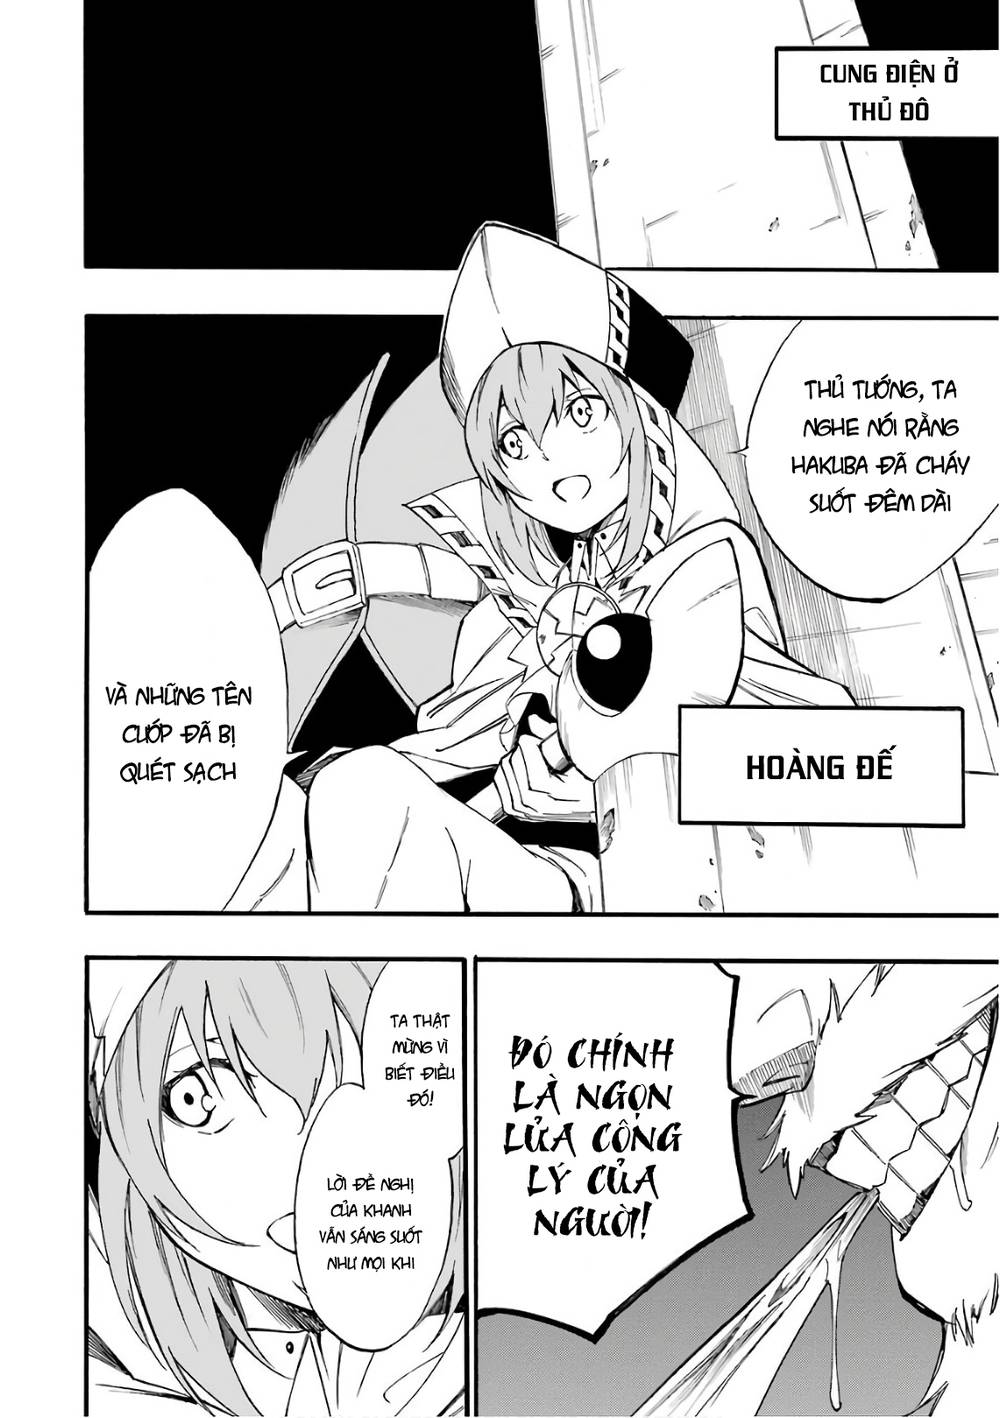 CUNG ĐIỆN Ở
THỦ ĐÔ
THỦ TƯỚNG, TA
NGHE NÓI RẰNG
HAKUBA ĐÃ CHÁY
SUỐT ĐÊM DÀI
VÀ NHỮNG TÊN
CƯỚP ĐÃ BỊ
QUÉT SẠCH
HOÀNG ĐẾ
ĐÓ CHÍNH
LÀ NGỌN
LỬA CÔNG
LÝ CỦA
NGƯỜI!
TA THẬT
MỪNG VÌ
BIẾT ĐIỀU
ĐÓ!
LỜI ĐỀ NGHỊ
CỦA KHANH
VẪN SÁNG SUỐT
NHƯ MỌI KHI